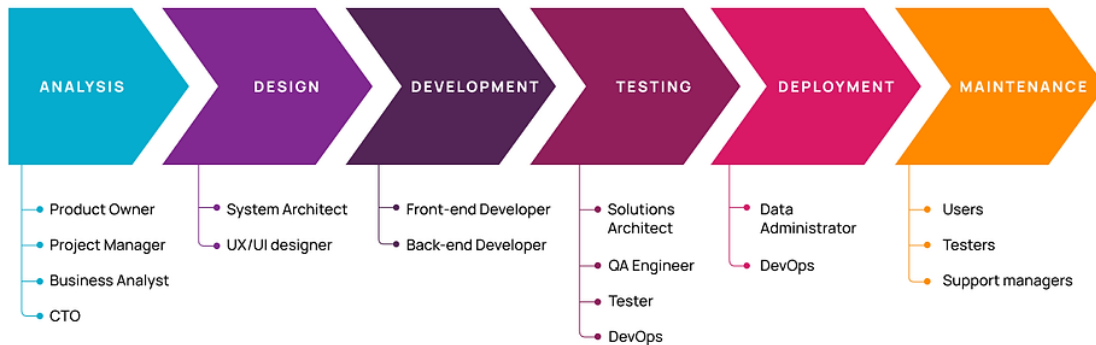 ANALYSIS
DESIGN
DEVELOPMENT
TESTING
DEPLOYMENT
MAINTENANCE
Product Owner
Project Manager
Business Analyst
CTO
System Architect
UX/UI designer
Front-end Developer
Back-end Developer
Solutions
Architect
QA Engineer
Tester
DevOps
Data
Administrator
DevOps
Users
Testers
Support managers